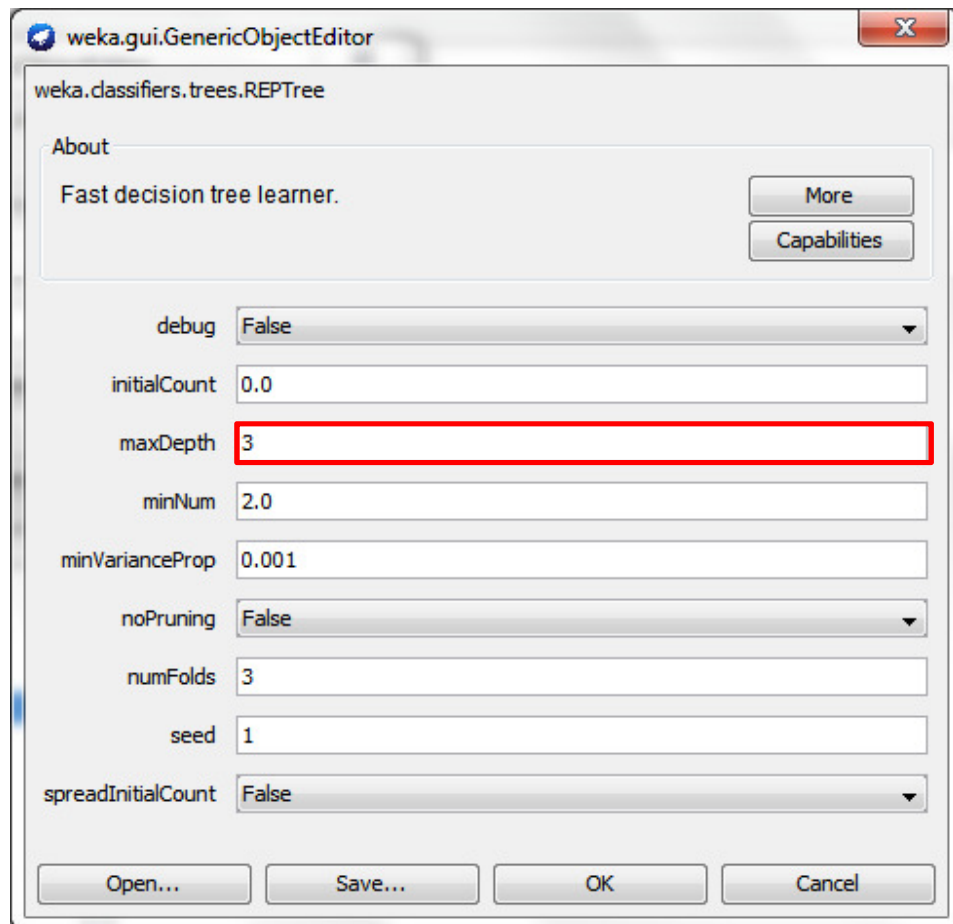 weka.gui.GenericObjectEditor
weka.classifiers.trees.REPTree
About
Fast decision tree learner.
More
Capabilities
debug False
initialCount 0.0
maxDepth 3
minNum 2.0
minVarianceProp 0.001
noPruning False
numFolds 3
seed 1
spreadInitialCount False
Open... Save... OK Cancel